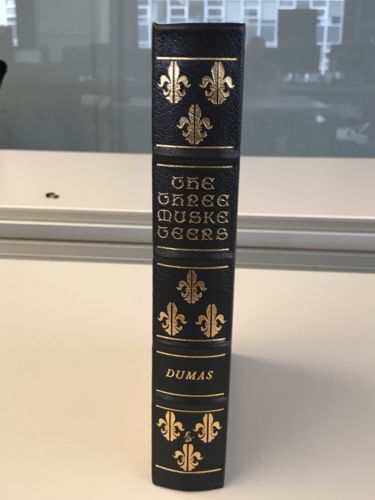 THE
THREE
MUSKE
TEERS
DUMAS